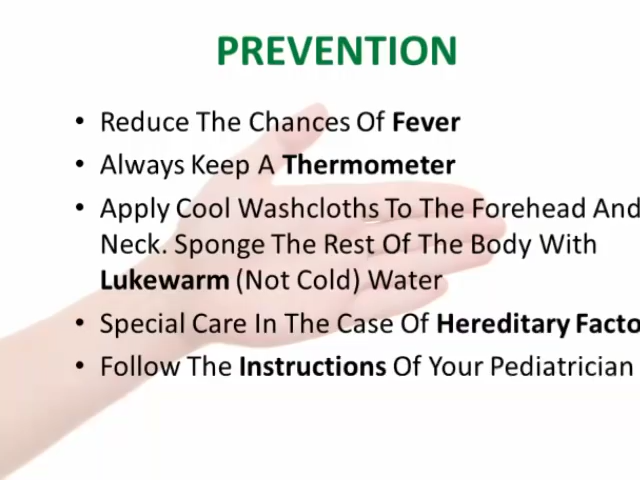 PREVENTION
• Reduce The Chances Of Fever
• Always Keep A Thermometer
• Apply Cool Washcloths To The Forehead And
Neck. Sponge The Rest Of The Body With
Lukewarm (Not Cold) Water
• Special Care In The Case Of Hereditary Facto
• Follow The Instructions Of Your Pediatrician